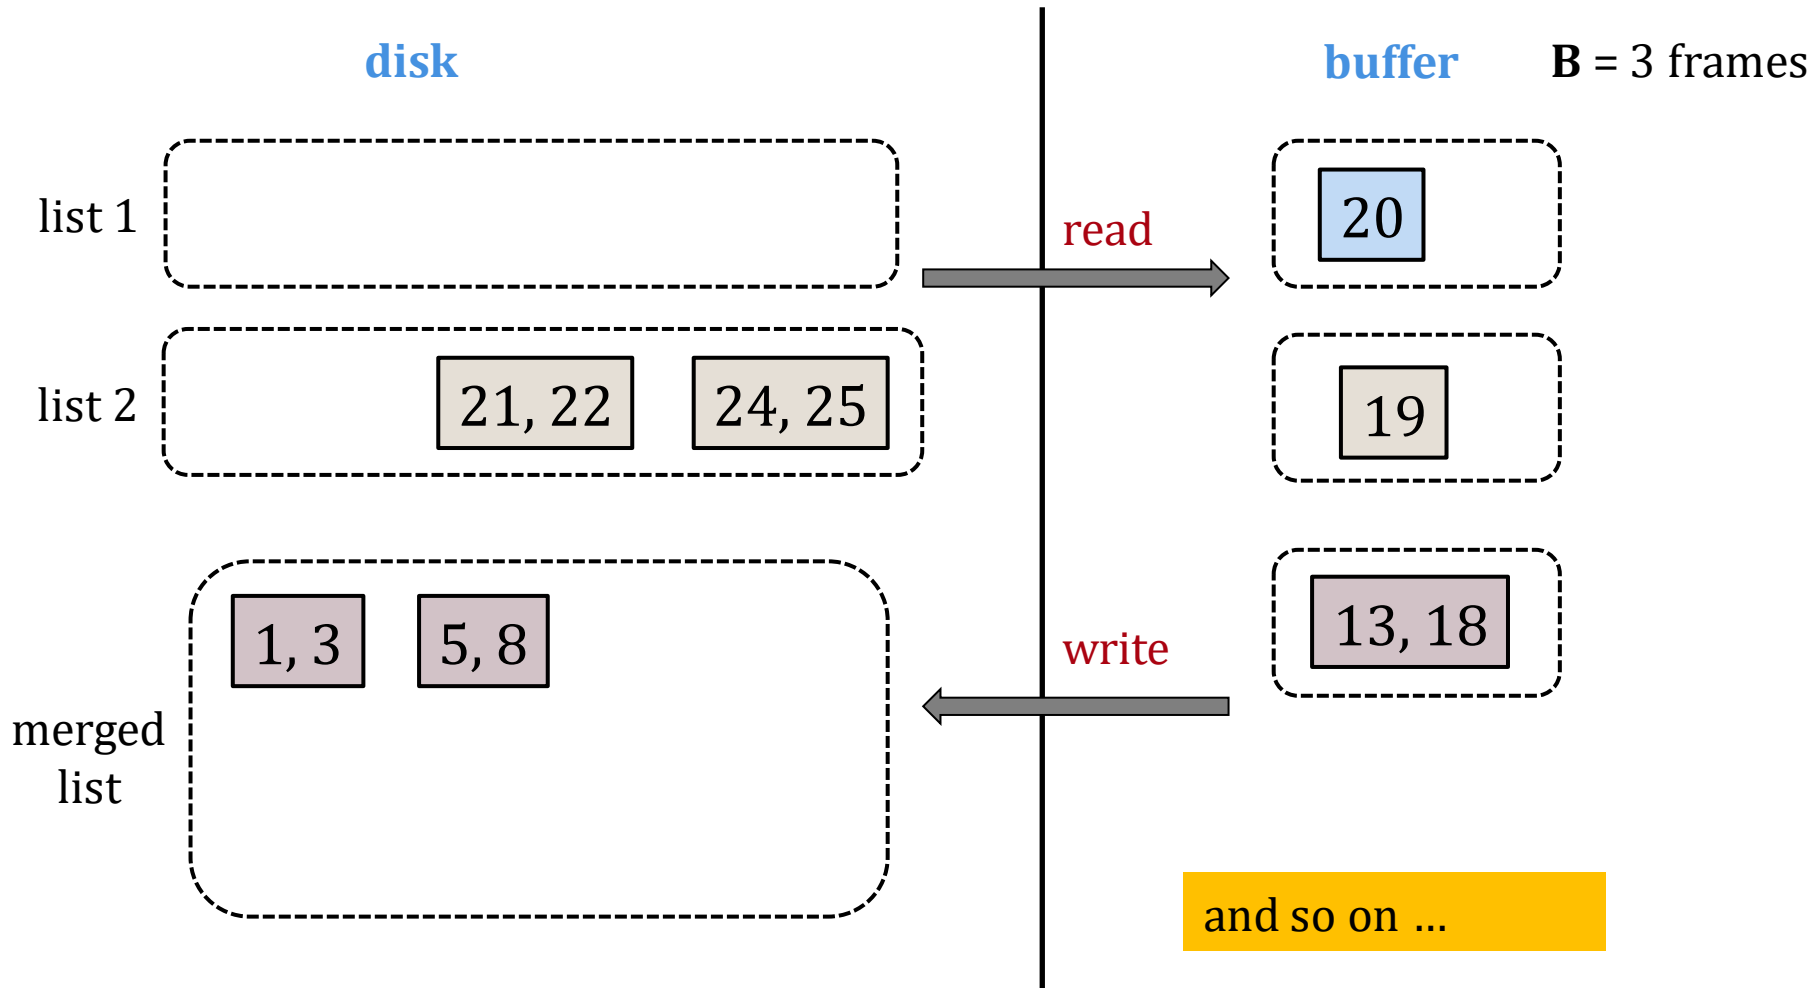 disk
buffer
B = 3 frames
list 1
20
read
list 2
21, 22
24, 25
19
1, 3
5, 8
13, 18
write
merged
list
and so on ...